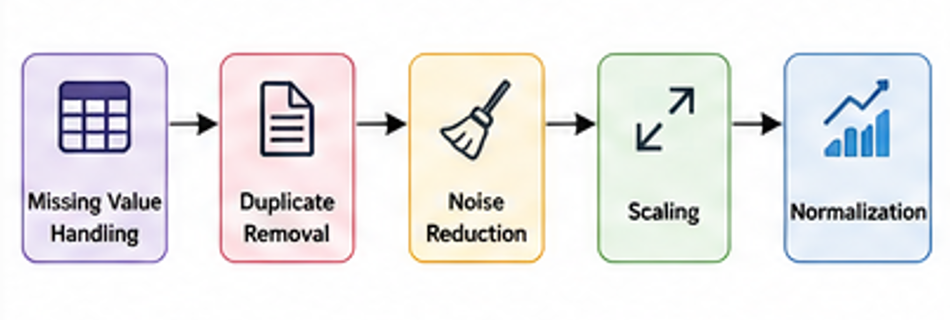 Missing Value
Handling
Duplicate
Removal
Noise
Reduction
Scaling
Normalization